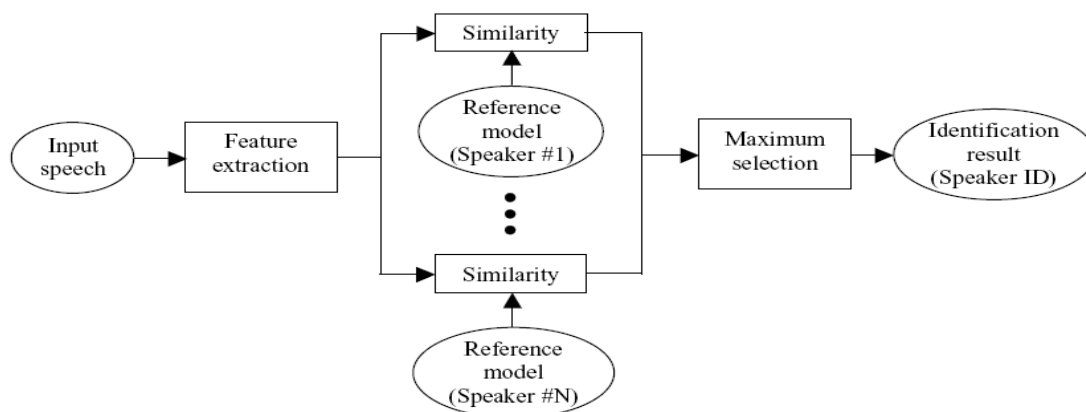 Input
speech
Feature
extraction
Similarity
Reference
model
(Speaker #1)
Similarity
Reference
model
(Speaker #N)
Maximum
selection
Identification
result
(Speaker ID)